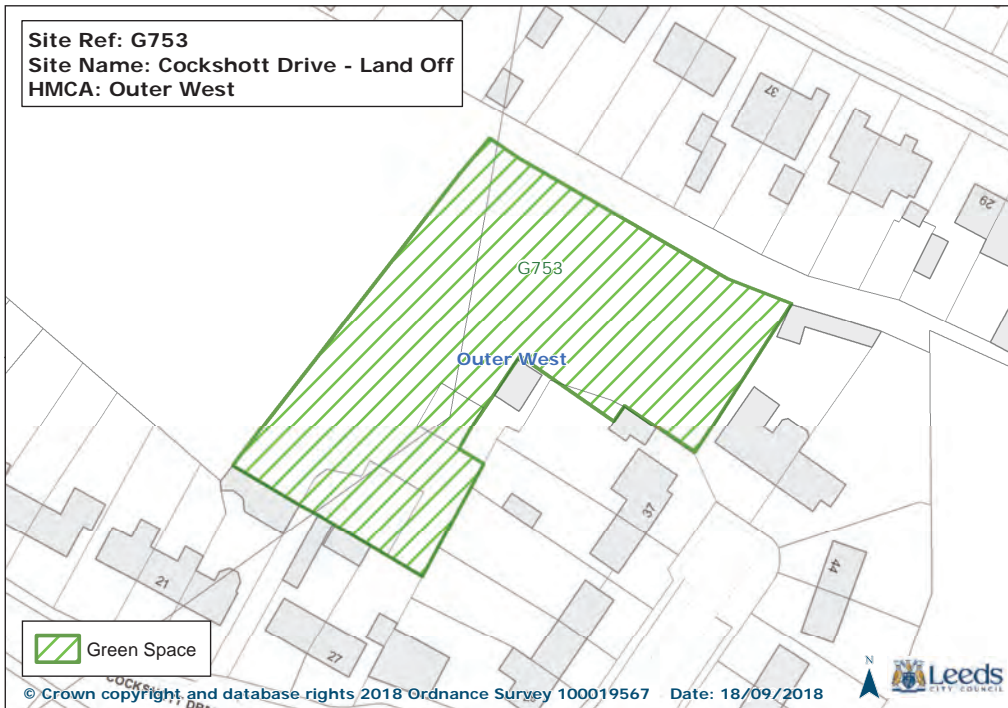 Site Ref: G753
Site Name: Cockshott Drive - Land Off
HMCA: Outer West
37
29
G753
Outer West
37
44
21
27
Green Space
COCKSHOTT
© Crown copyright and database rights 2018 Ordnance Survey 100019567 Date: 18/09/2018
N
Leeds
CITY COUNCIL